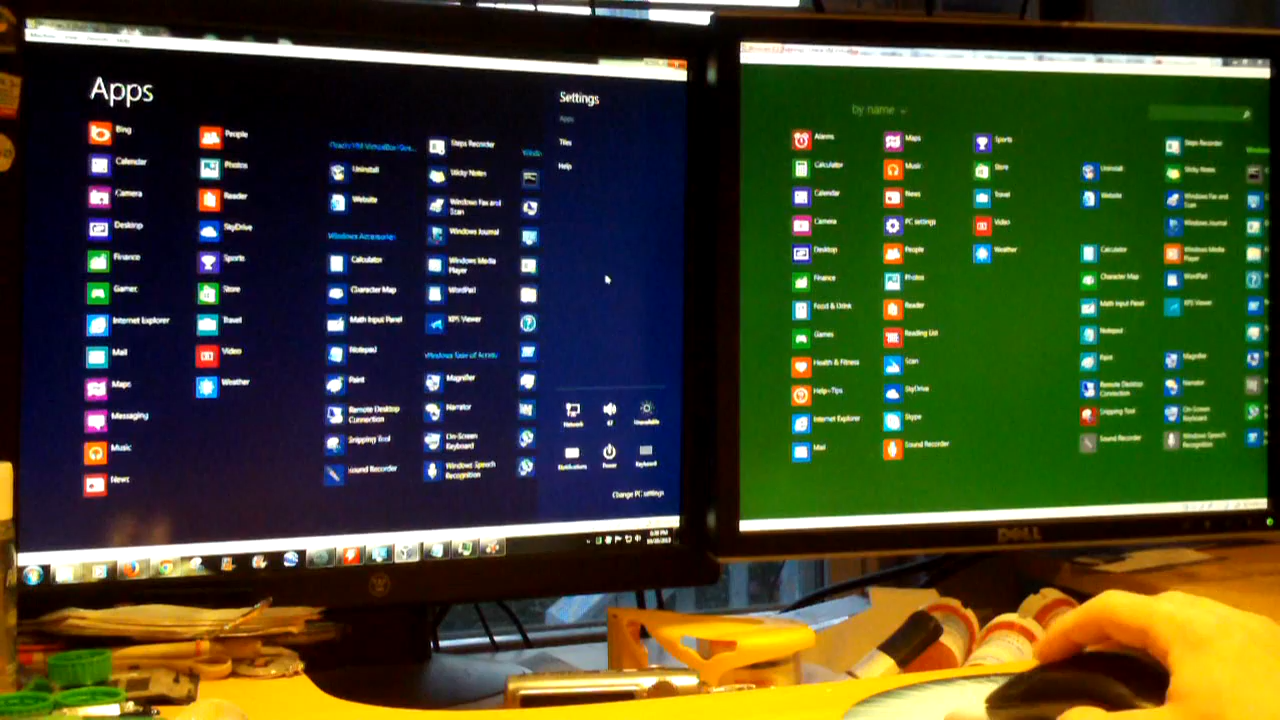 Apps
Bing
Calendar
Camera
Desktop
Finance
Games
Internet Explorer
Mail
Maps
Messaging
Music
News
People
Photos
Reader
SkyDrive
Sports
Store
Travel
Video
Weather
Uninstall
Website
Windows Accessories
Calculator
Character Map
Math Input Panel
Notepad
Paint
Remote Desktop
Connection
Snipping Tool
Sound Recorder
Steps Recorder
Sticky Notes
Windows Fax and
Scan
Windows Journal
Windows Media
Player
WordPad
XPS Viewer
Windows Ease of Access
Magnifier
Narrator
On-Screen
Keyboard
Windows Speech
Recognition
Settings
Apps
Tiles
Help
Network
67
Unavailable
Notifications
Power
Keyboard
Change PC settings
by name
Alarms
Calculator
Calendar
Camera
Desktop
Finance
Food & Drink
Games
Health & Fitness
Help+Tips
Internet Explorer
Mail
Maps
Music
News
PC settings
People
Photos
Reader
Reading List
Scan
SkyDrive
Skype
Sound Recorder
Sports
Store
Travel
Video
Weather
Uninstall
Website
Calculator
Character Map
Math Input Panel
Notepad
Paint
Remote Desktop
Connection
Snipping Tool
Sound Recorder
Steps Recorder
Sticky Notes
Windows Fax and
Scan
Windows Journal
Windows Media
Player
WordPad
XPS Viewer
Magnifier
Narrator
On-Screen
Keyboard
Windows Speech
Recognition
DELL